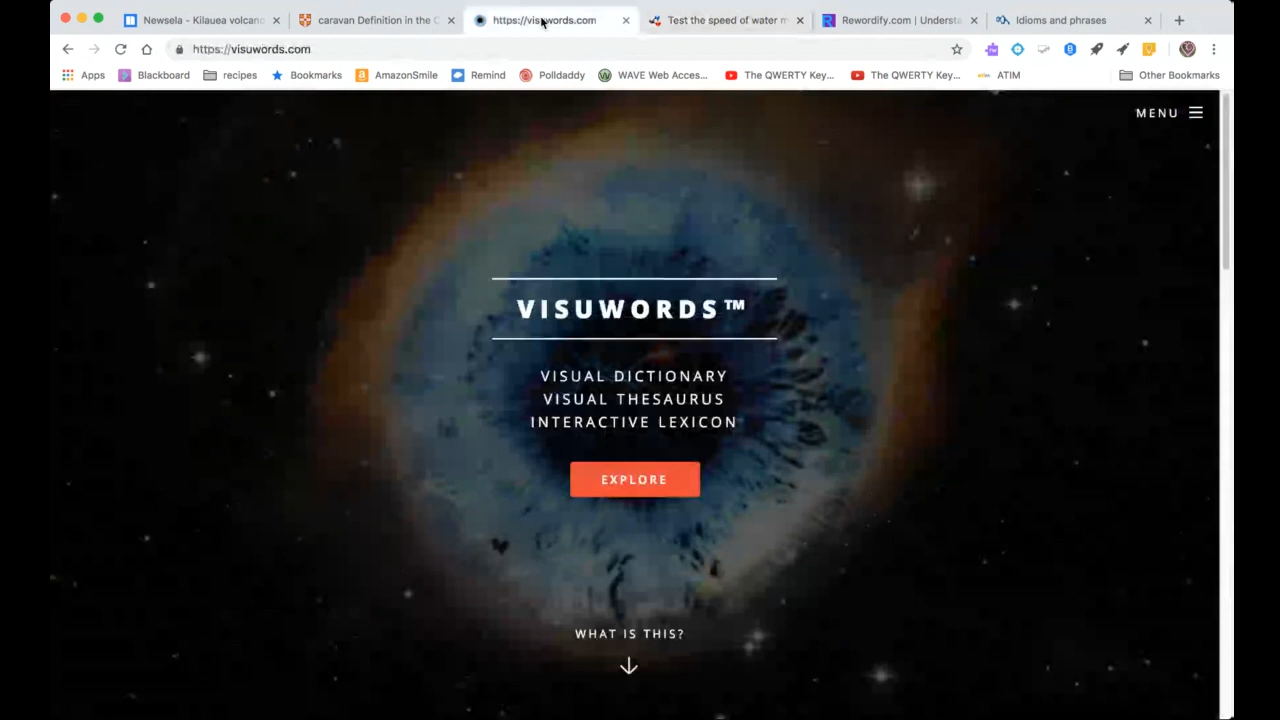 Newsela - Kilauea volcano
caravan Definition in the C
https://visuwords.com
Test the speed of water m
Rewordify.com | Understa
Idioms and phrases
https://visuwords.com
Apps
Blackboard
recipes
Bookmarks
AmazonSmile
Remind
Polldaddy
WAVE Web Acces...
The QWERTY Key...
The QWERTY Key...
ATIM
Other Bookmarks
MENU
VISUWORDS™
VISUAL DICTIONARY
VISUAL THESAURUS
INTERACTIVE LEXICON
EXPLORE
WHAT IS THIS?